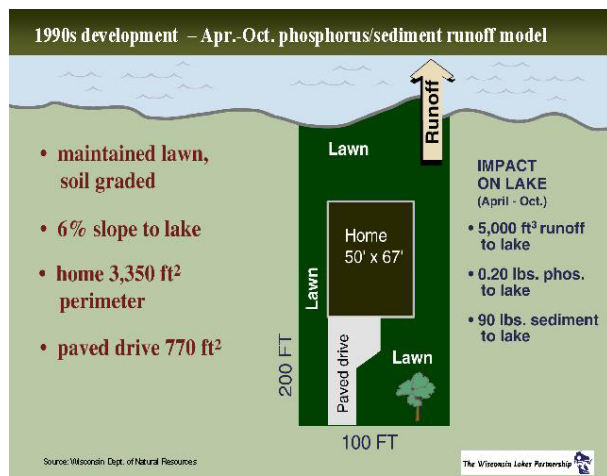 1990s development – Apr.-Oct. phosphorus/sediment runoff model
Runoff
• maintained lawn,
soil graded
• 6% slope to lake
• home 3,350 ft²
perimeter
• paved drive 770 ft²
Lawn
Home
50' x 67'
Lawn
Paved drive
Lawn
200 FT
100 FT
IMPACT
ON LAKE
(April - Oct.)
• 5,000 ft³ runoff
to lake
• 0.20 lbs. phos.
to lake
• 90 lbs. sediment
to lake
Source: Wisconsin Dept. of Natural Resources
The Wisconsin Lakes Partnership